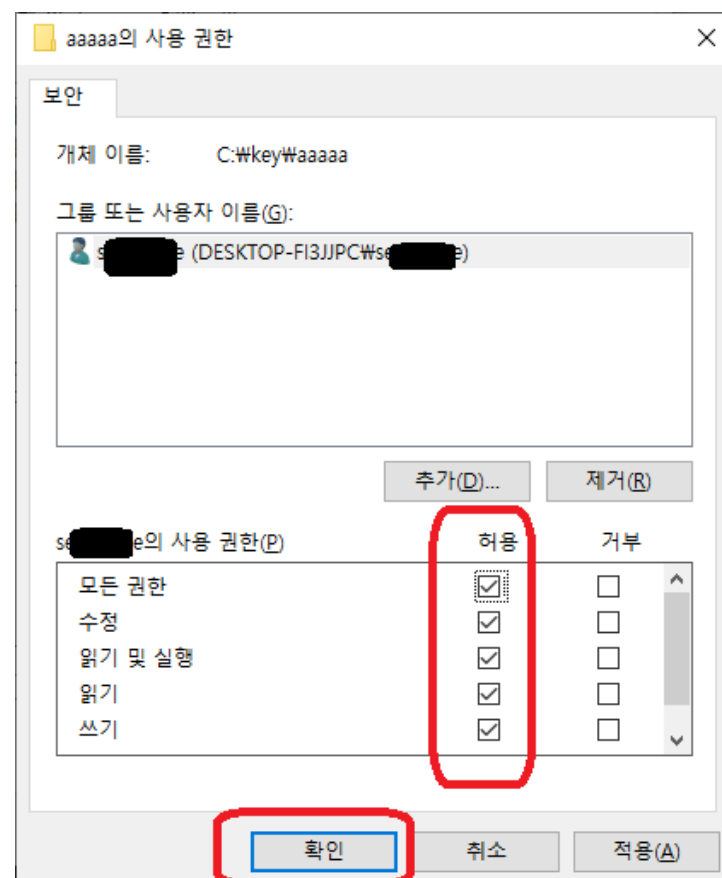 aaaaa의 사용 권한
보안
개체 이름: C:₩key₩aaaaa
그룹 또는 사용자 이름(G):
s e (DESKTOP-FI3JJPC₩se e)
추가(D)... 제거(R)
se e의 사용 권한(P) 허용 거부
모든 권한
수정
읽기 및 실행
읽기
쓰기
확인 취소 적용(A)